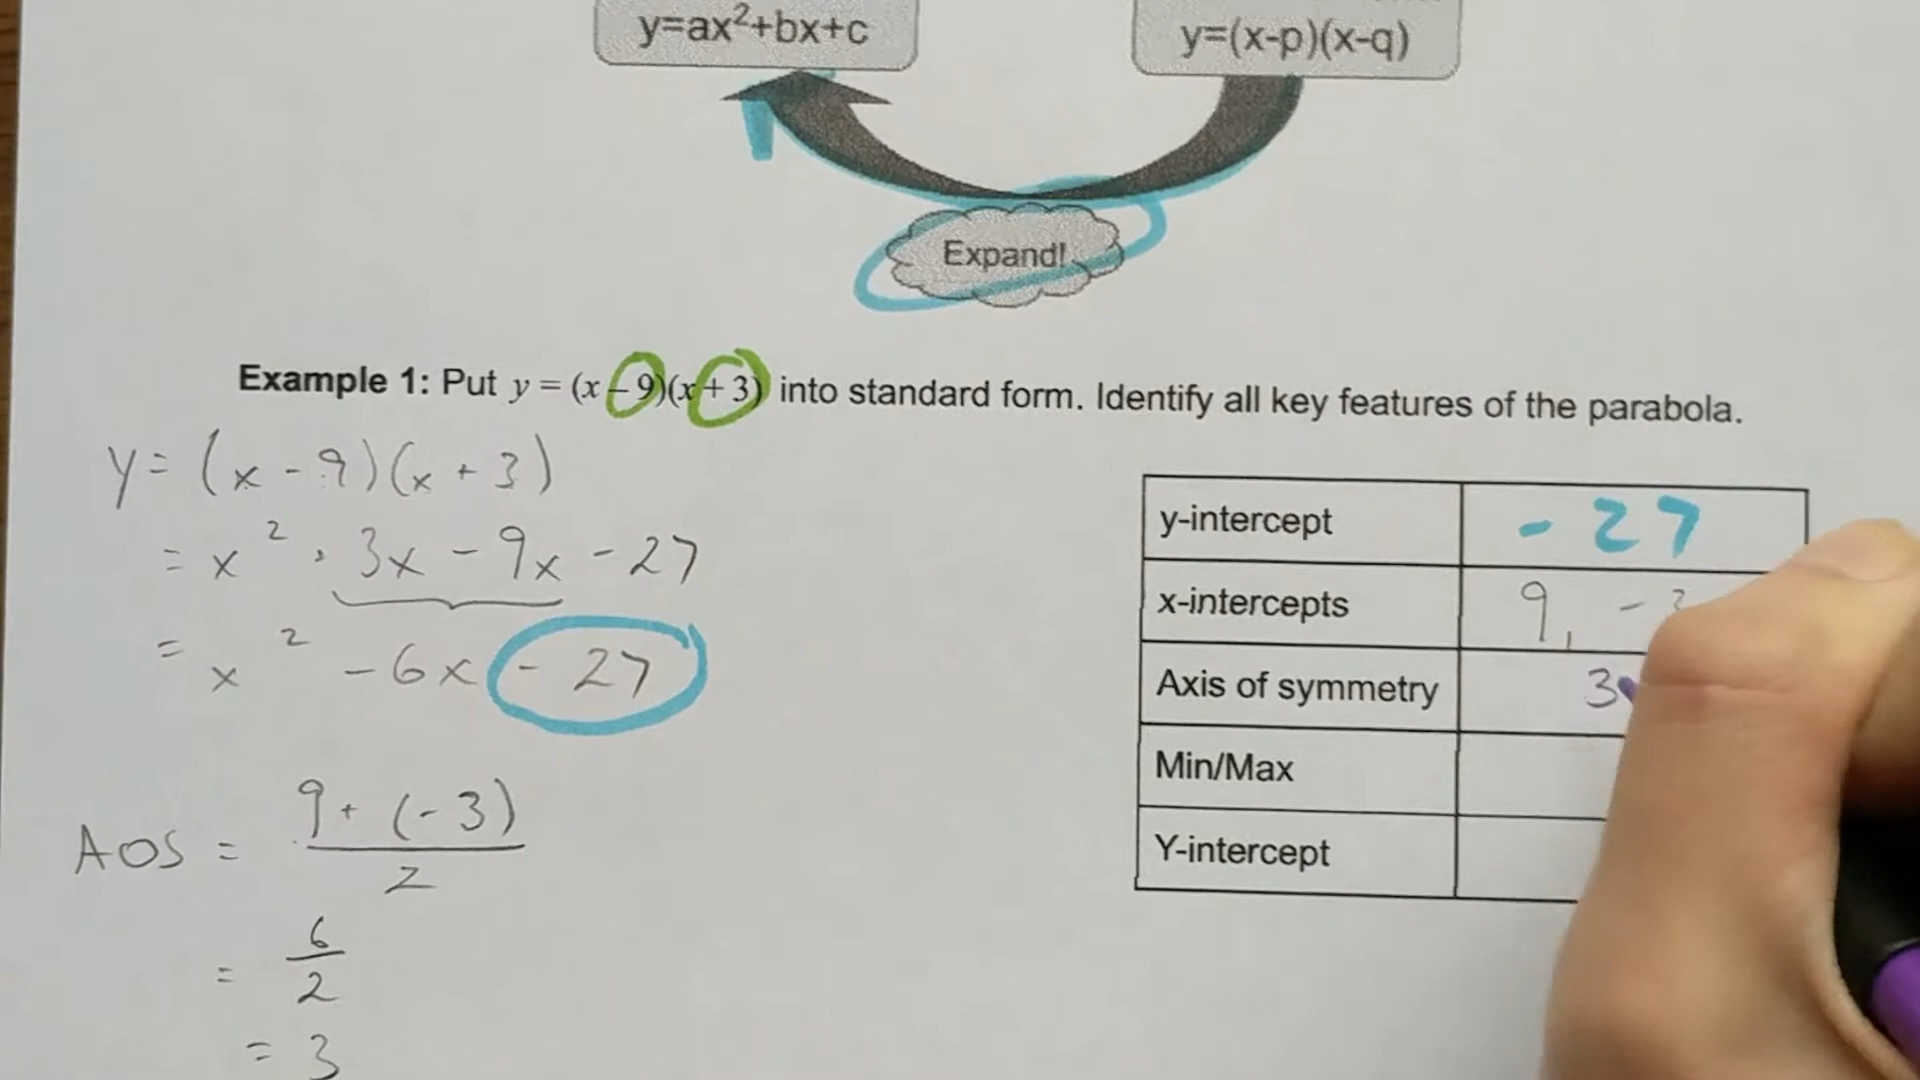 y=ax²+bx+c
y=(x-p)(x-q)
Expand!
Example 1: Put y = (x – 9)(x + 3) into standard form. Identify all key features of the parabola.
y = (x - 9)(x + 3)
= x² + 3x - 9x - 27
= x² - 6x - 27
AOS = 9 + (-3)
2
= 6
2
= 3
y-intercept -27
x-intercepts 9, -3
Axis of symmetry 3
Min/Max
Y-intercept